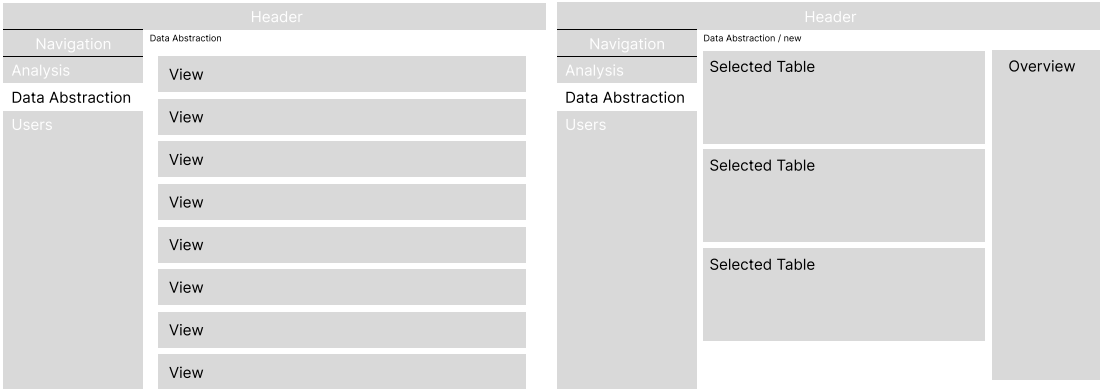 Header
Navigation
Data Abstraction
Analysis
Data Abstraction
Users
View
View
View
View
View
View
View
View
Header
Navigation
Data Abstraction / new
Analysis
Data Abstraction
Users
Selected Table
Selected Table
Selected Table
Overview